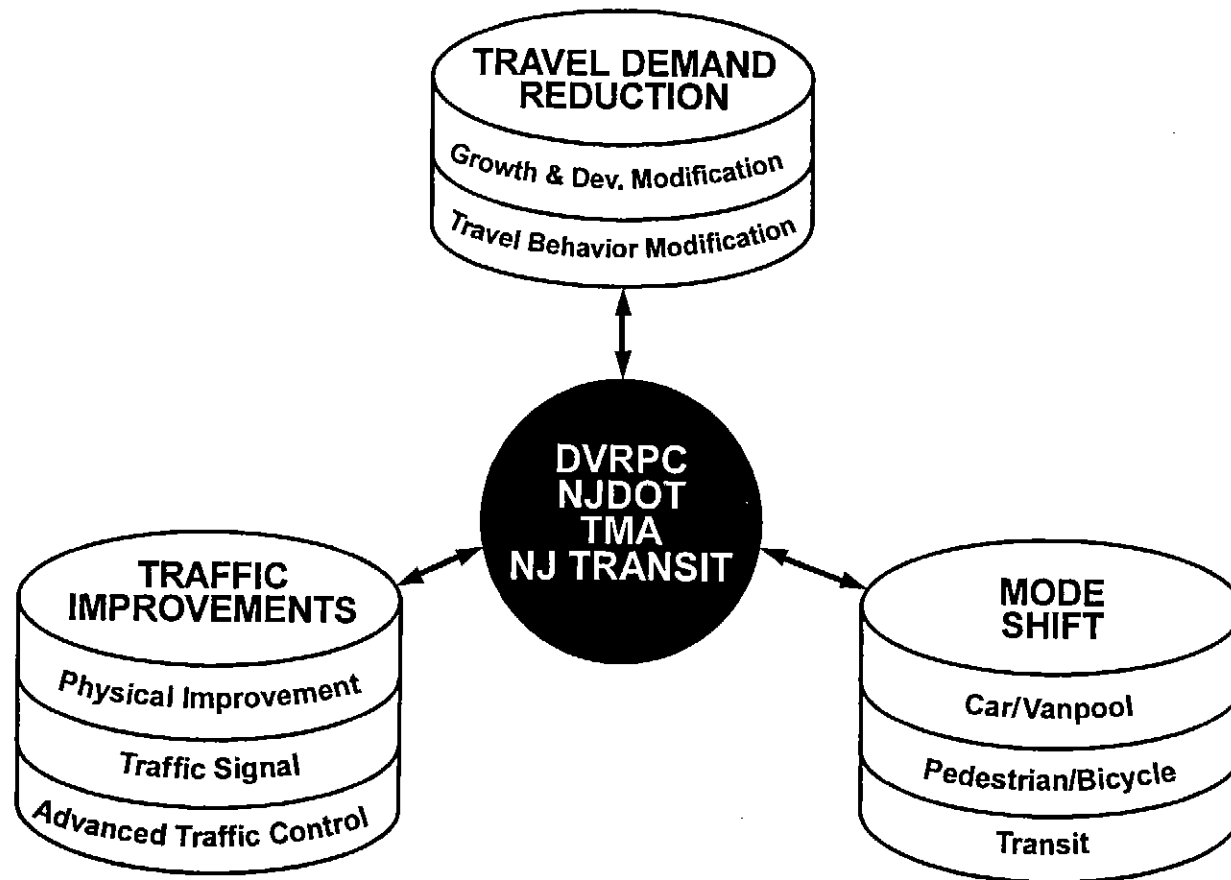 TRAVEL DEMAND
REDUCTION
Growth & Dev. Modification
Travel Behavior Modification
DVRPC
NJDOT
TMA
NJ TRANSIT
TRAFFIC
IMPROVEMENTS
Physical Improvement
Traffic Signal
Advanced Traffic Control
MODE
SHIFT
Car/Vanpool
Pedestrian/Bicycle
Transit